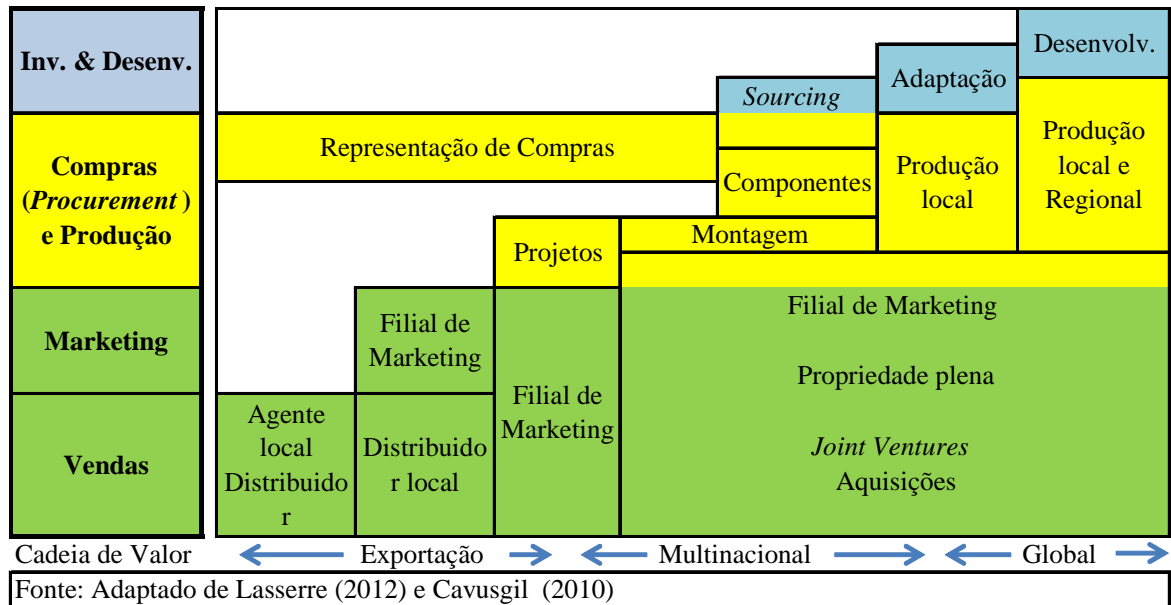 Inv. & Desenv.
Compras
(Procurement )
e Produção
Marketing
Vendas
Desenvolv.
Adaptação
Sourcing
Representação de Compras
Componentes
Produção
local
Produção
local e
Regional
Projetos
Montagem
Filial de
Marketing
Agente
local
Distribuido
r
Distribuido
r local
Filial de
Marketing
Filial de Marketing
Propriedade plena
Joint Ventures
Aquisições
Cadeia de Valor
Exportação
Multinacional
Global
Fonte: Adaptado de Lasserre (2012) e Cavusgil (2010)